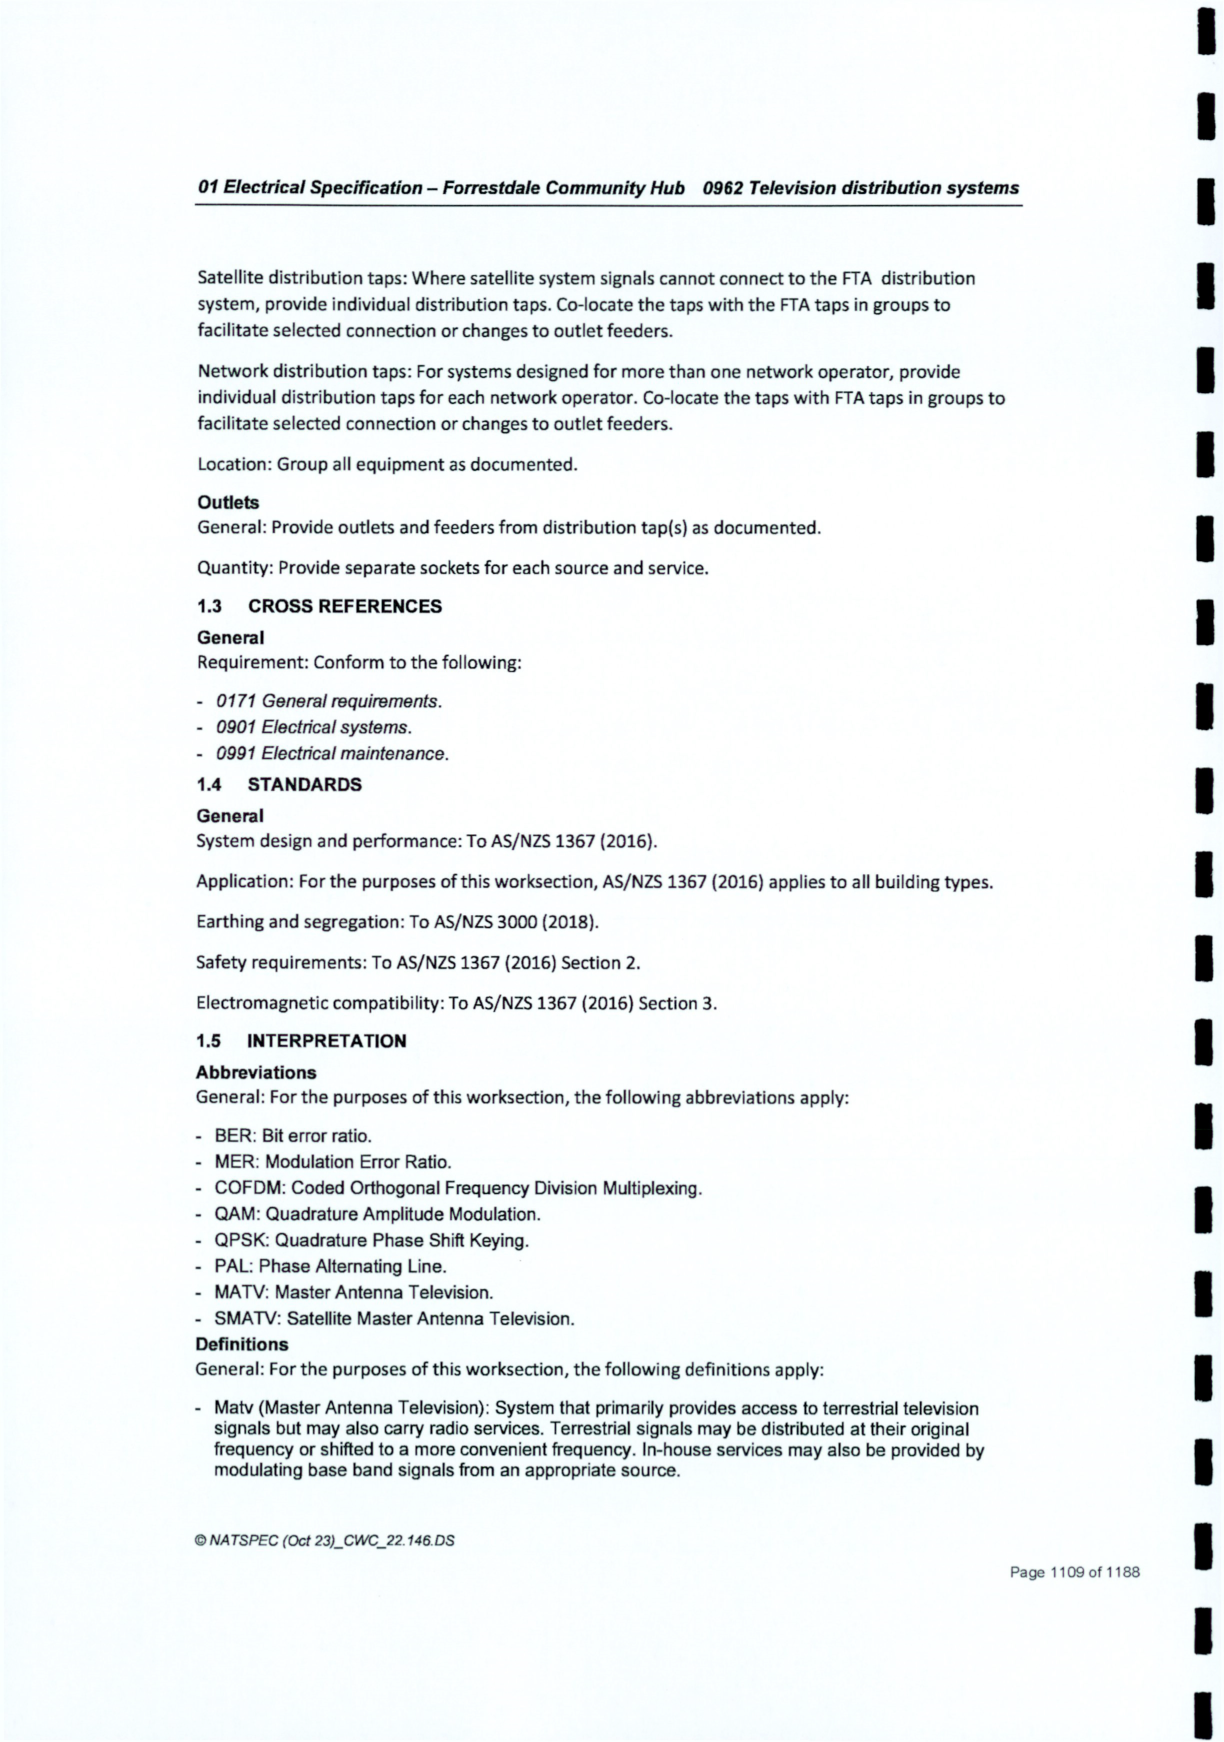 01 Electrical Specification – Forrestdale Community Hub 0962 Television distribution systems
Satellite distribution taps: Where satellite system signals cannot connect to the FTA distribution
system, provide individual distribution taps. Co-locate the taps with the FTA taps in groups to
facilitate selected connection or changes to outlet feeders.
Network distribution taps: For systems designed for more than one network operator, provide
individual distribution taps for each network operator. Co-locate the taps with FTA taps in groups to
facilitate selected connection or changes to outlet feeders.
Location: Group all equipment as documented.
Outlets
General: Provide outlets and feeders from distribution tap(s) as documented.
Quantity: Provide separate sockets for each source and service.
1.3 CROSS REFERENCES
General
Requirement: Conform to the following:
- 0171 General requirements.
- 0901 Electrical systems.
- 0991 Electrical maintenance.
1.4 STANDARDS
General
System design and performance: To AS/NZS 1367 (2016).
Application: For the purposes of this worksection, AS/NZS 1367 (2016) applies to all building types.
Earthing and segregation: To AS/NZS 3000 (2018).
Safety requirements: To AS/NZS 1367 (2016) Section 2.
Electromagnetic compatibility: To AS/NZS 1367 (2016) Section 3.
1.5 INTERPRETATION
Abbreviations
General: For the purposes of this worksection, the following abbreviations apply:
- BER: Bit error ratio.
- MER: Modulation Error Ratio.
- COFDM: Coded Orthogonal Frequency Division Multiplexing.
- QAM: Quadrature Amplitude Modulation.
- QPSK: Quadrature Phase Shift Keying.
- PAL: Phase Alternating Line.
- MATV: Master Antenna Television.
- SMATV: Satellite Master Antenna Television.
Definitions
General: For the purposes of this worksection, the following definitions apply:
- Matv (Master Antenna Television): System that primarily provides access to terrestrial television
signals but may also carry radio services. Terrestrial signals may be distributed at their original
frequency or shifted to a more convenient frequency. In-house services may also be provided by
modulating base band signals from an appropriate source.
© NATSPEC (Oct 23)_CWC_22.146.DS
Page 1109 of 1188